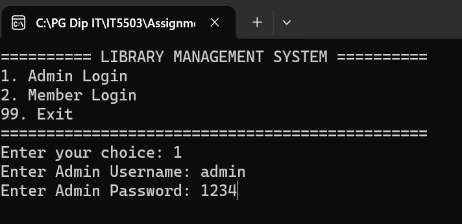 C:\PG Dip IT\IT5503\Assignme
========== LIBRARY MANAGEMENT SYSTEM ==========
1. Admin Login
2. Member Login
99. Exit
===============================================
Enter your choice: 1
Enter Admin Username: admin
Enter Admin Password: 1234